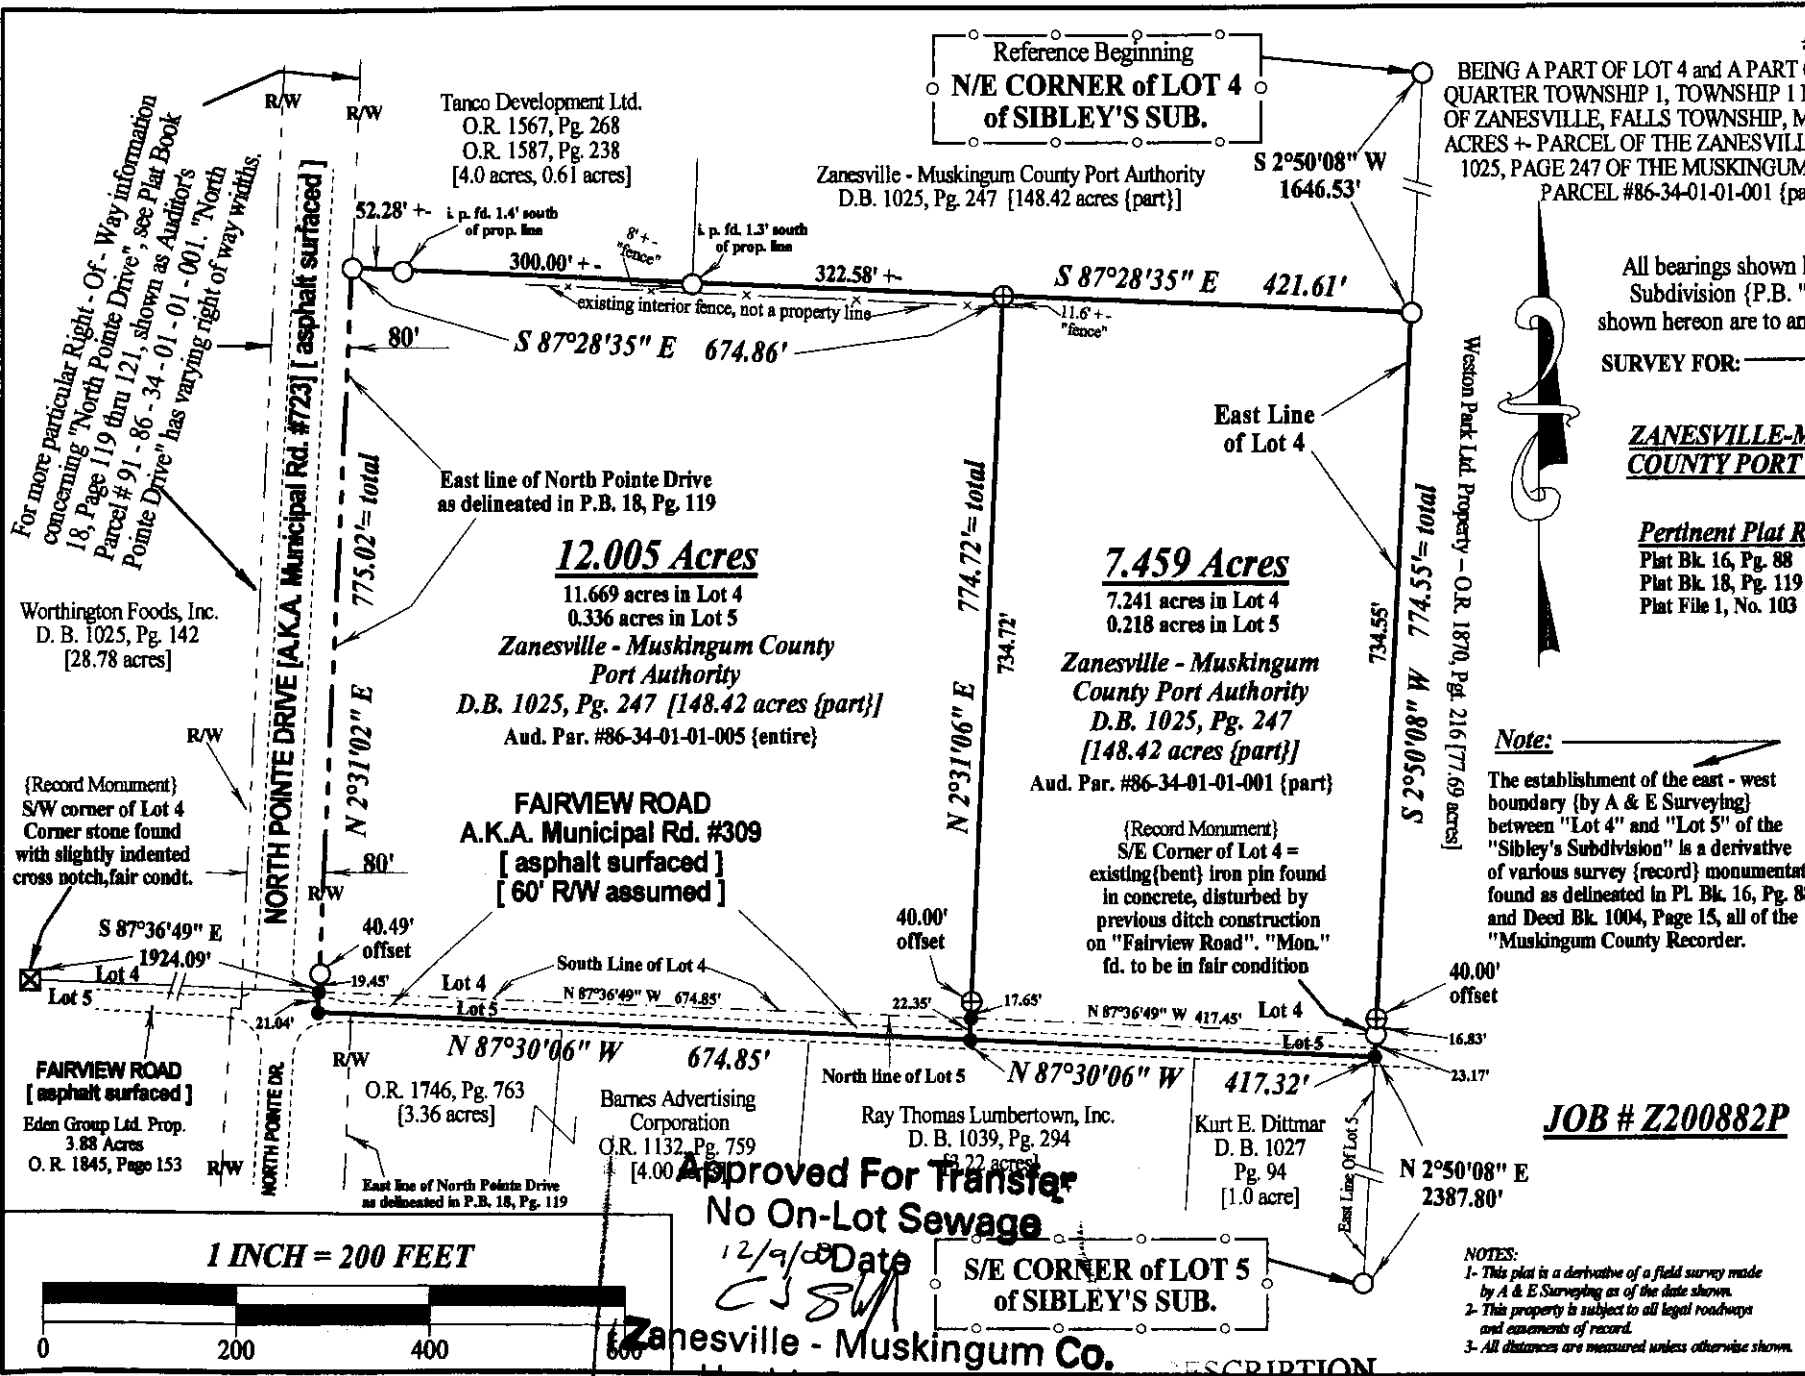 Reference Beginning
N/E CORNER of LOT 4
of SIBLEY'S SUB.
BEING A PART OF LOT 4 and A PART
QUARTER TOWNSHIP 1, TOWNSHIP 1
OF ZANESVILLE, FALLS TOWNSHIP,
ACRES +- PARCEL OF THE
1025, PAGE 247 OF THE MUSKINGUM
PARCEL #86-34-01-01-001
For more particular Right - Of - Way information
concerning "North Pointe Drive", see Plat Book
18, Page 119 thru 121, shown as Auditor's
Parcel # 91 - 86 - 34 - 01 - 01 - 001. "North
Pointe Drive" has varying right of way widths.
R/W
R/W
Tanco Development Ltd.
O.R. 1567, Pg. 268
O.R. 1587, Pg. 238
[4.0 acres, 0.61 acres]
Zanesville - Muskingum County Port Authority
D.B. 1025, Pg. 247 [148.42 acres {part}]
S 2°50'08" W
1646.53'
52.28' +-
i. p. fd. 1.4' south
of prop. line
300.00' +-
8' +-
"fence"
i. p. fd. 1.3' south
of prop. line
322.58' +-
S 87°28'35" E 421.61'
existing interior fence, not a property line
11.6' +-
"fence"
80'
S 87°28'35" E 674.86'
All bearings shown
Subdivision {P.B.
shown hereon are to
SURVEY FOR:
COUNTY PORT
Pertinent Plat
Plat Bk. 16, Pg. 88
Plat Bk. 18, Pg. 119
Plat File 1, No. 103
East Line
of Lot 4
Weston Park Ltd. Property - O.R. 1870, Pg. 216 [77.69 acres]
NORTH POINTE DRIVE [A.K.A. Municipal Rd. #723] [ asphalt surfaced ]
East line of North Pointe Drive
as delineated in P.B. 18, Pg. 119
N 2°31'02" E 775.02'= total
12.005 Acres
11.669 acres in Lot 4
0.336 acres in Lot 5
Zanesville - Muskingum County
Port Authority
D.B. 1025, Pg. 247 [148.42 acres {part}]
Aud. Par. #86-34-01-01-005 {entire}
N 2°31'06" E 774.72'= total
734.72'
7.459 Acres
7.241 acres in Lot 4
0.218 acres in Lot 5
Zanesville - Muskingum
County Port Authority
D.B. 1025, Pg. 247
[148.42 acres {part}]
Aud. Par. #86-34-01-01-001 {part}
734.55'
S 2°50'08" W 774.55'= total
Worthington Foods, Inc.
D. B. 1025, Pg. 142
[28.78 acres]
R/W
{Record Monument}
S/W corner of Lot 4
Corner stone found
with slightly indented
cross notch,fair condt.
80'
R/W
FAIRVIEW ROAD
A.K.A. Municipal Rd. #309
[ asphalt surfaced ]
[ 60' R/W assumed ]
{Record Monument}
S/E Corner of Lot 4 =
existing{bent} iron pin found
in concrete, disturbed by
previous ditch construction
on "Fairview Road". "Mon."
fd. to be in fair condition
Note:
The establishment of the east - west
boundary {by A & E Surveying}
between "Lot 4" and "Lot 5" of the
"Sibley's Subdivision" is a derivative
of various survey {record}
found as delineated in Pl. Bk. 16, Pg.
and Deed Bk. 1004, Page 15, all of the
"Muskingum County Recorder.
S 87°36'49" E
1924.09'
Lot 4
Lot 5
40.49'
offset
19.45'
21.04'
Lot 4
Lot 5
South Line of Lot 4
N 87°36'49" W 674.85'
40.00'
offset
22.35'
17.65'
N 87°36'49" W 417.45'
Lot 4
Lot 5
40.00'
offset
16.83'
23.17'
N 87°30'06" W 674.85'
North line of Lot 5
N 87°30'06" W 417.32'
FAIRVIEW ROAD
[ asphalt surfaced ]
Eden Group Ltd. Prop.
3.88 Acres
O. R. 1845, Page 153
R/W
NORTH POINTE DR.
R/W
O.R. 1746, Pg. 763
[3.36 acres]
East line of North Pointe Drive
as delineated in P.B. 18, Pg. 119
Barnes Advertising
Corporation
O.R. 1132, Pg. 759
[4.00
Ray Thomas Lumbertown, Inc.
D. B. 1039, Pg. 294
Kurt E. Dittmar
D. B. 1027
Pg. 94
[1.0 acre]
East Line Of Lot 5
N 2°50'08" E
2387.80'
JOB # Z200882P
Approved For Transfer
No On-Lot Sewage
12/9/08 Date
Zanesville - Muskingum Co.
S/E CORNER of LOT 5
of SIBLEY'S SUB.
1 INCH = 200 FEET
0 200 400 600
NOTES:
1- This plat is a derivative of a field survey made
by A & E Surveying as of the date shown.
2- This property is subject to all legal roadways
and easements of record.
3- All distances are measured unless otherwise shown.